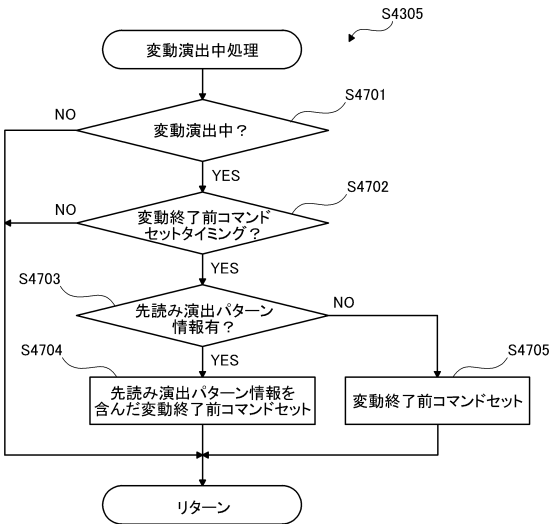 S4305
変動演出中処理
S4701
NO
変動演出中？
YES
S4702
NO
変動終了前コマンド
セットタイミング？
YES
S4703
先読み演出パターン
情報有？
NO
S4704
YES
S4705
先読み演出パターン情報を
含んだ変動終了前コマンドセット
変動終了前コマンドセット
リターン